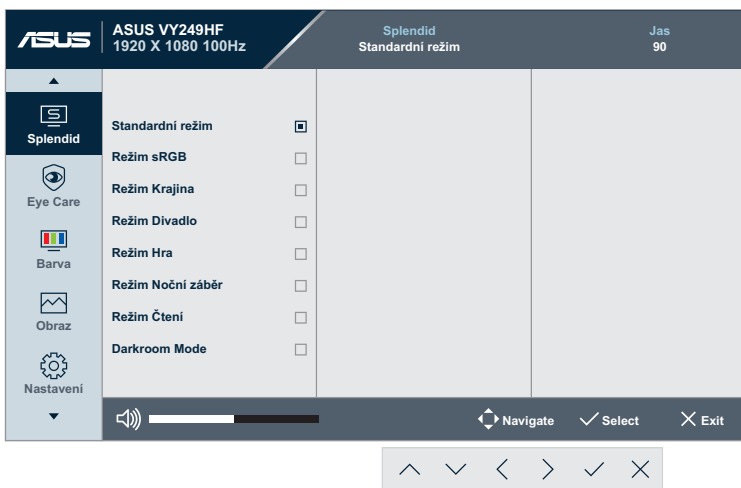 ASUS
ASUS VY249HF
1920 X 1080 100Hz
Splendid
Standardní režim
Jas
90
Splendid
Eye Care
Barva
Obraz
Nastavení
Standardní režim
Režim sRGB
Režim Krajina
Režim Divadlo
Režim Hra
Režim Noční záběr
Režim Čtení
Darkroom Mode
Navigate
Select
Exit